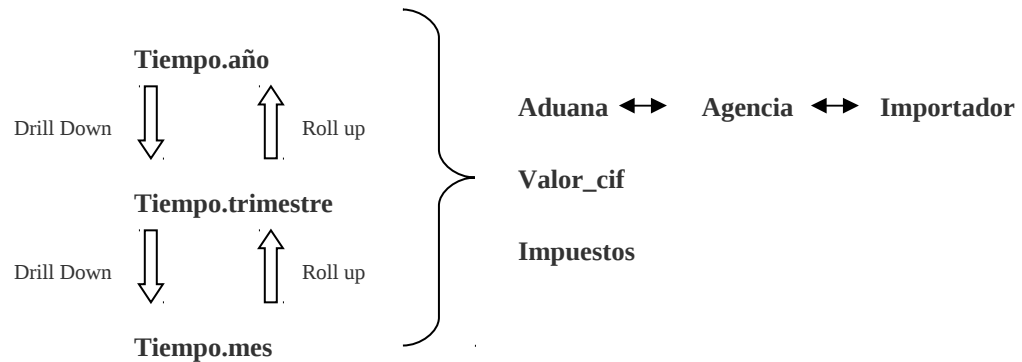 Tiempo.año
Drill Down
Roll up
Tiempo.trimestre
Drill Down
Roll up
Tiempo.mes
Aduana Agencia Importador
Valor_cif
Impuestos